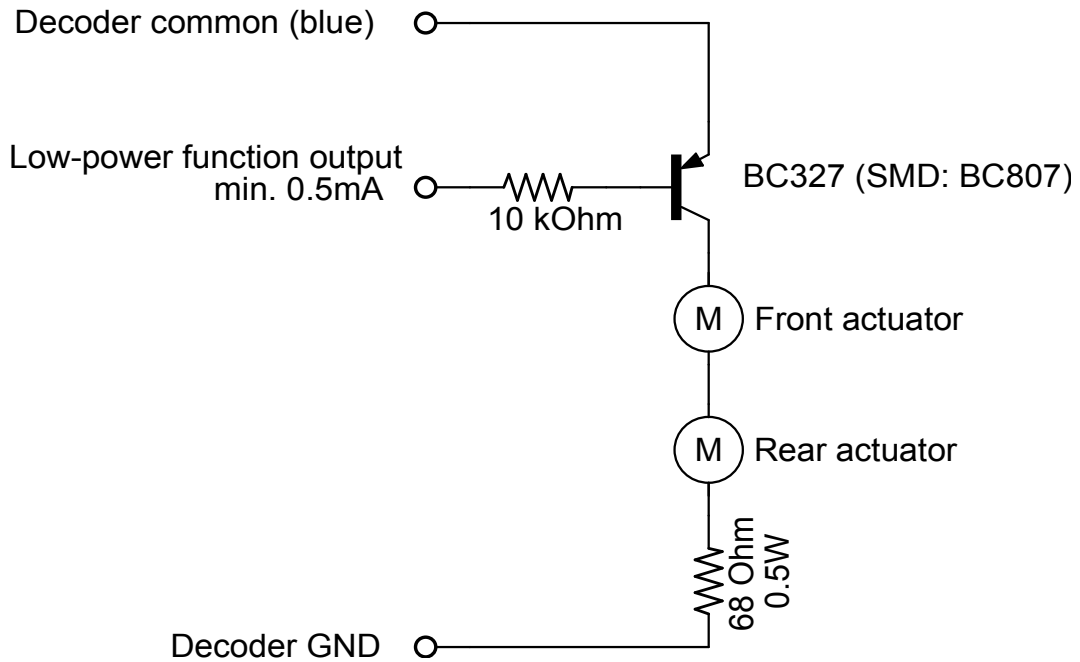 Decoder common (blue)
Low-power function output
min. 0.5mA
10 kOhm
BC327 (SMD: BC807)
M
Front actuator
M
Rear actuator
68 Ohm
0.5W
Decoder GND